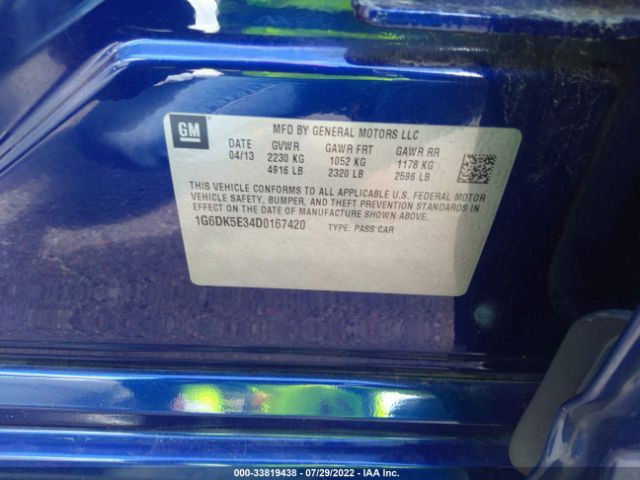 GM
MFD BY GENERAL MOTORS LLC
DATE GVWR GAWR FRT GAWR RR
04/13 2230 KG 1052 KG 1178 KG
4916 LB 2320 LB 2596 LB
THIS VEHICLE CONFORMS TO ALL APPLICABLE U.S. FEDERAL MOTOR
VEHICLE SAFETY, BUMPER, AND THEFT PREVENTION STANDARDS IN
EFFECT ON THE DATE OF MANUFACTURE SHOWN ABOVE.
1G6DK5E34D0167420 TYPE: PASS CAR
000-33819438 - 07/29/2022 - IAA Inc.